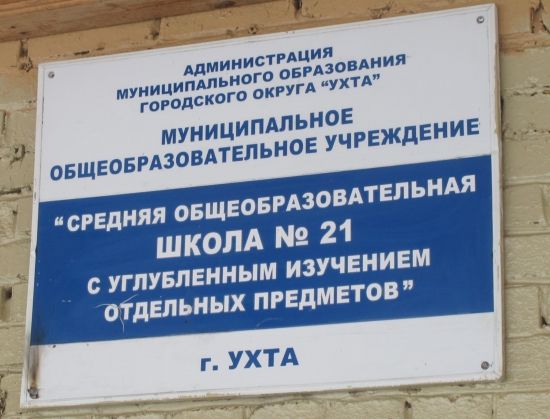 АДМИНИСТРАЦИЯ
МУНИЦИПАЛЬНОГО ОБРАЗОВАНИЯ
ГОРОДСКОГО ОКРУГА "УХТА"
МУНИЦИПАЛЬНОЕ
ОБЩЕОБРАЗОВАТЕЛЬНОЕ УЧРЕЖДЕНИЕ
"СРЕДНЯЯ ОБЩЕОБРАЗОВАТЕЛЬНАЯ
ШКОЛА № 21
С УГЛУБЛЕННЫМ ИЗУЧЕНИЕМ
ОТДЕЛЬНЫХ ПРЕДМЕТОВ"
г. УХТА